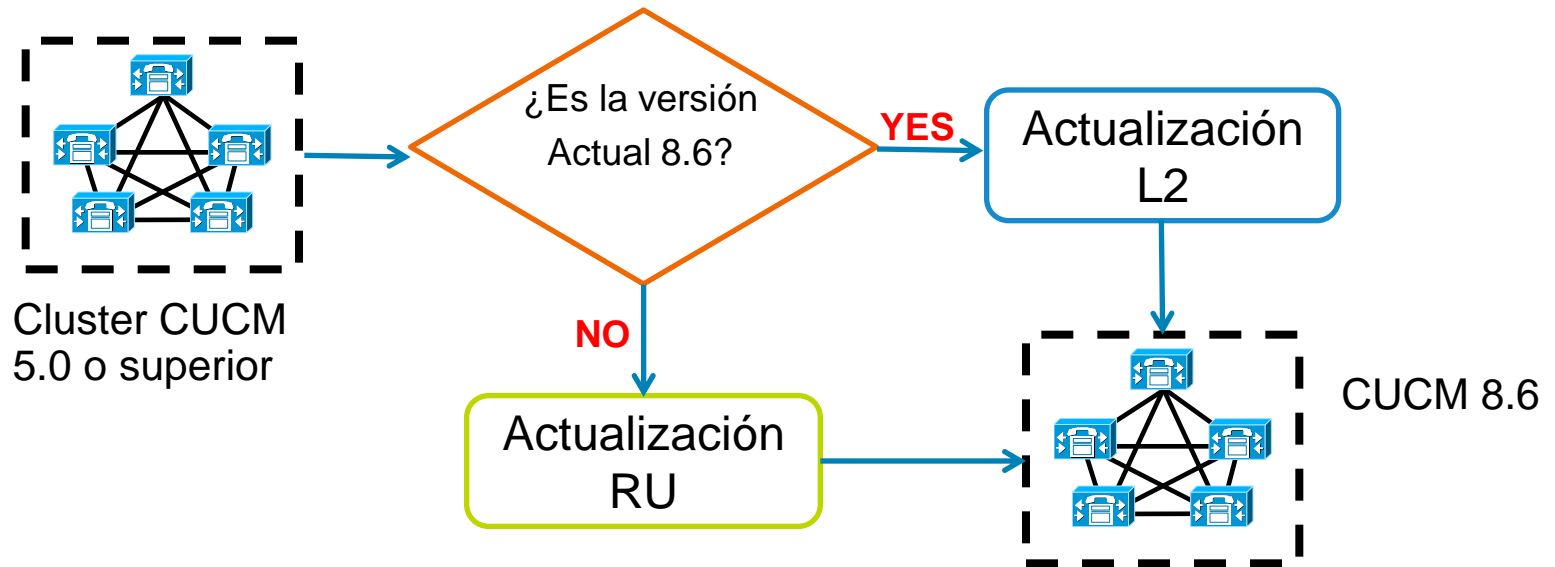 ¿Es la versión
Actual 8.6?
YES
Actualización
L2
Cluster CUCM
5.0 o superior
NO
Actualización
RU
CUCM 8.6